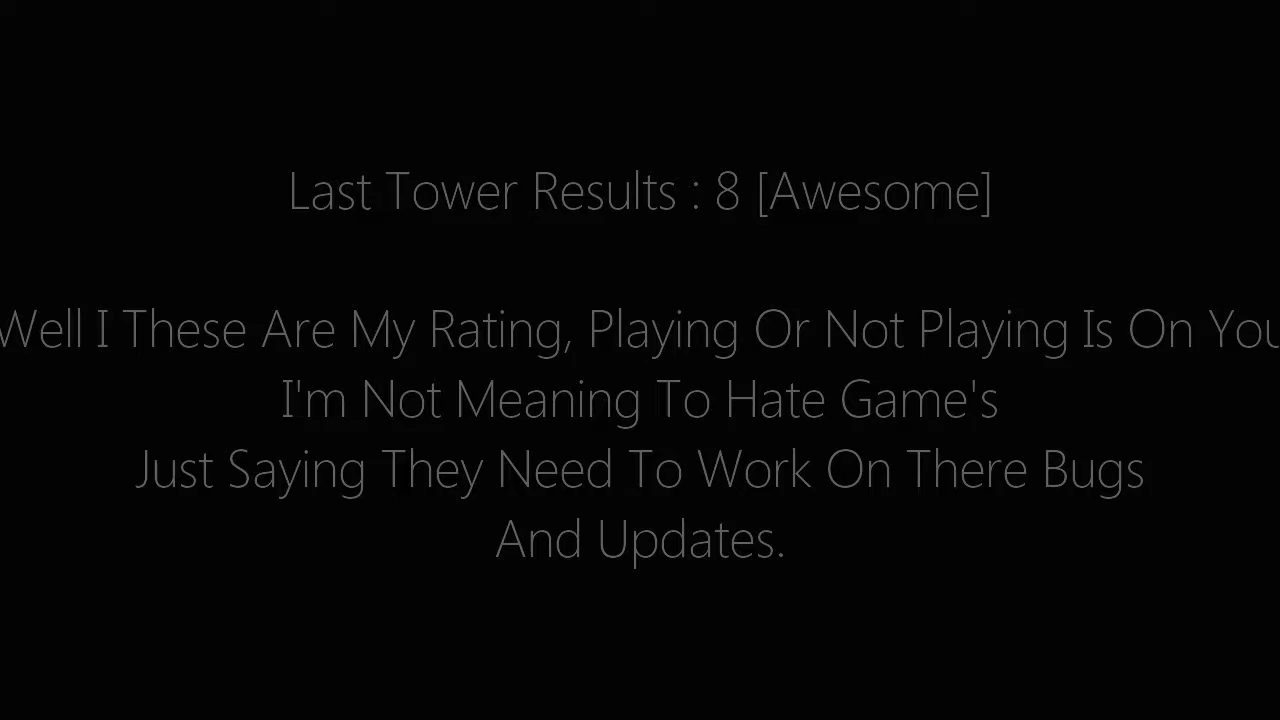 Last Tower Results : 8 [Awesome]
Well I These Are My Rating, Playing Or Not Playing Is On You
I'm Not Meaning To Hate Game's
Just Saying They Need To Work On There Bugs
And Updates.